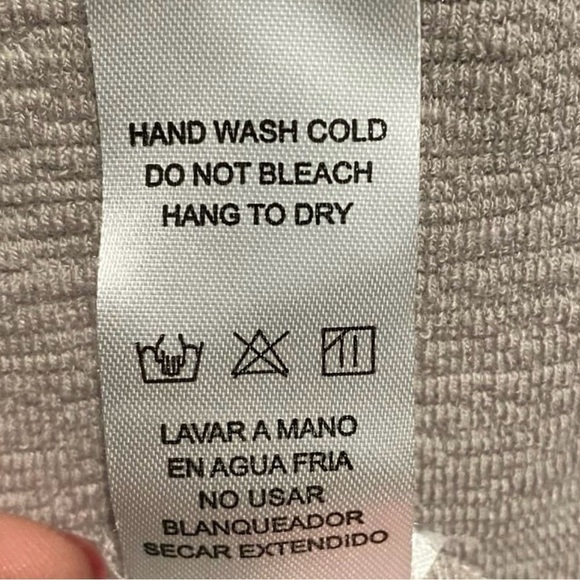 HAND WASH COLD
DO NOT BLEACH
HANG TO DRY
LAVAR A MANO
EN AGUA FRIA
NO USAR
BLANQUEADOR
SECAR EXTENDIDO